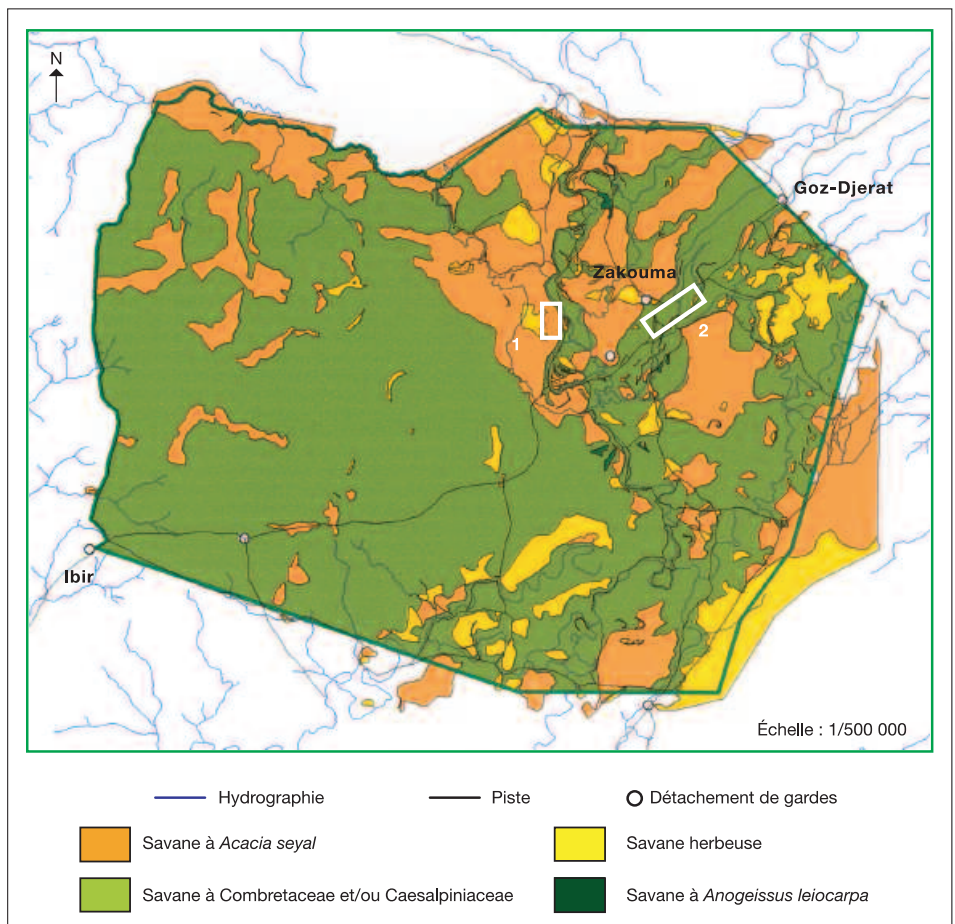 N
Goz-Djerat
Zakouma
1
2
Ibir
Échelle : 1/500 000
Hydrographie
Piste
Détachement de gardes
Savane à Acacia seyal
Savane herbeuse
Savane à Combretaceae et/ou Caesalpiniaceae
Savane à Anogeissus leiocarpa